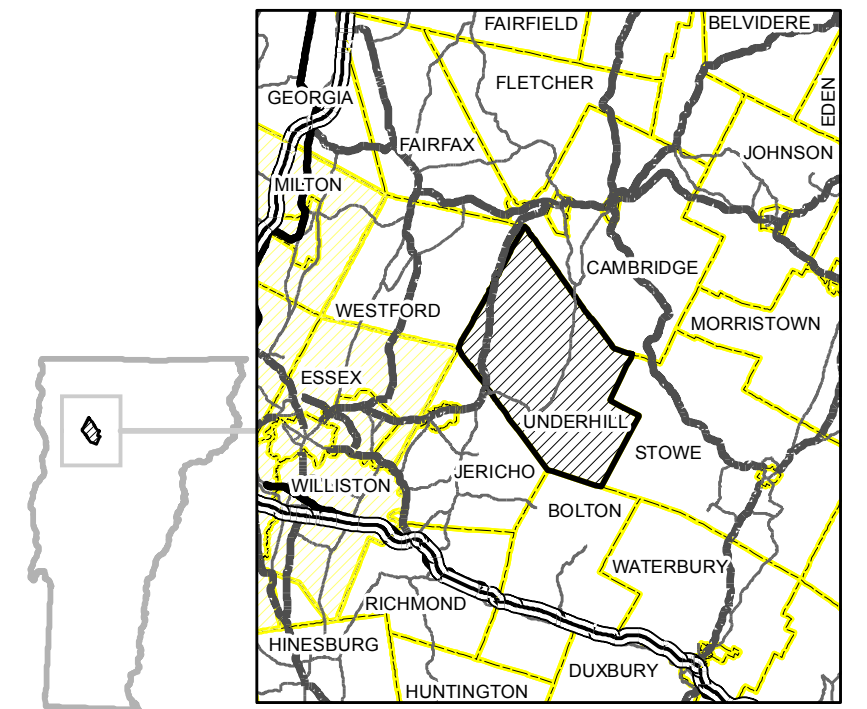 FAIRFIELD
BELVIDERE
FLETCHER
EDEN
GEORGIA
FAIRFAX
JOHNSON
MILTON
CAMBRIDGE
WESTFORD
MORRISTOWN
ESSEX
UNDERHILL
STOWE
JERICHO
WILLISTON
BOLTON
WATERBURY
RICHMOND
HINESBURG
DUXBURY
HUNTINGTON